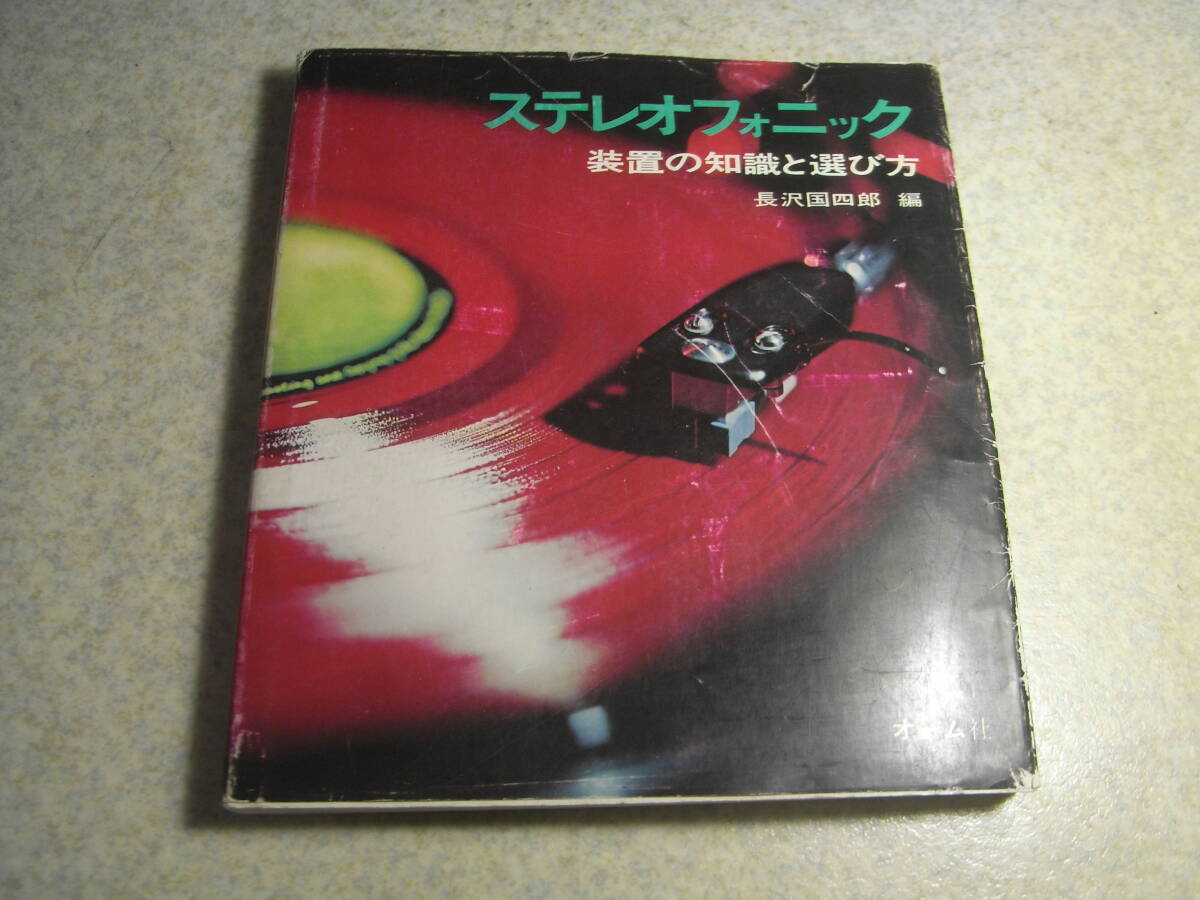 ステレオフォニック
装置の知識と選び方
長沢国四郎 編
オーム社